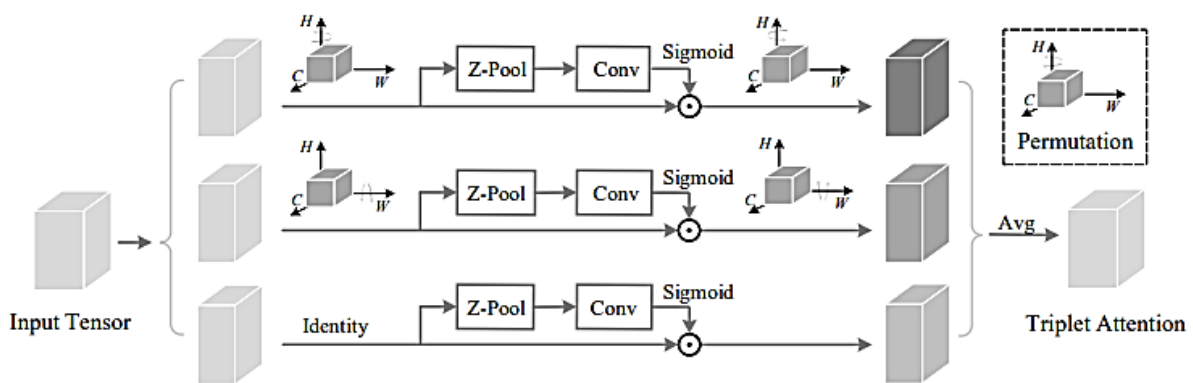 H
C
W
Z-Pool
Conv
Sigmoid
H
C
W
H
C
W
Permutation
H
C
W
Z-Pool
Conv
Sigmoid
H
C
W
Avg
Input Tensor
Identity
Z-Pool
Conv
Sigmoid
Triplet Attention